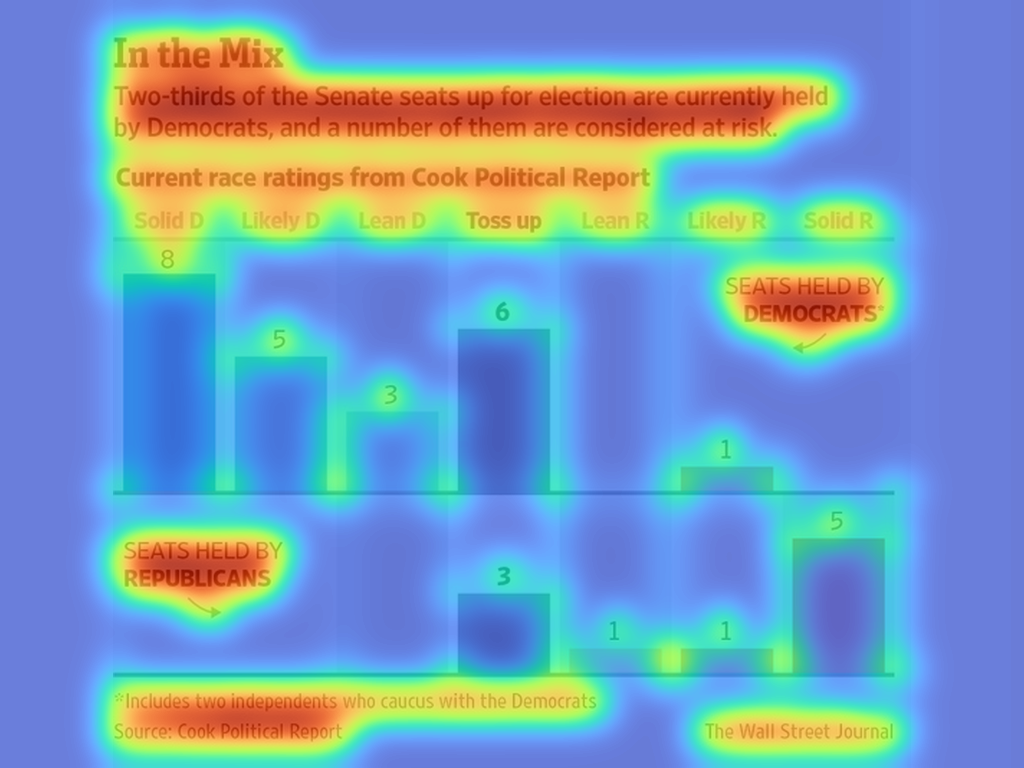 In the Mix
Two-thirds of the Senate seats up for election are currently held
by Democrats, and a number of them are considered at risk.
Current race ratings from Cook Political Report
Solid D Likely D Lean D Toss up Lean R Likely R Solid R
8
5
3
6
1
SEATS HELD BY
DEMOCRATS*
SEATS HELD BY
REPUBLICANS
3
1
1
5
*Includes two independents who caucus with the Democrats
Source: Cook Political Report
The Wall Street Journal